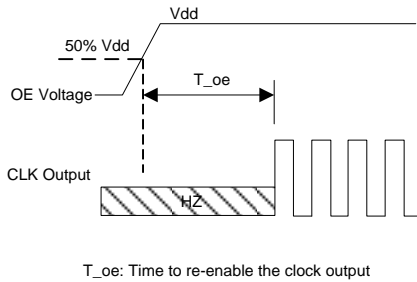 Vdd
50% Vdd
T_oe
OE Voltage
CLK Output
HZ
T_oe: Time to re-enable the clock output